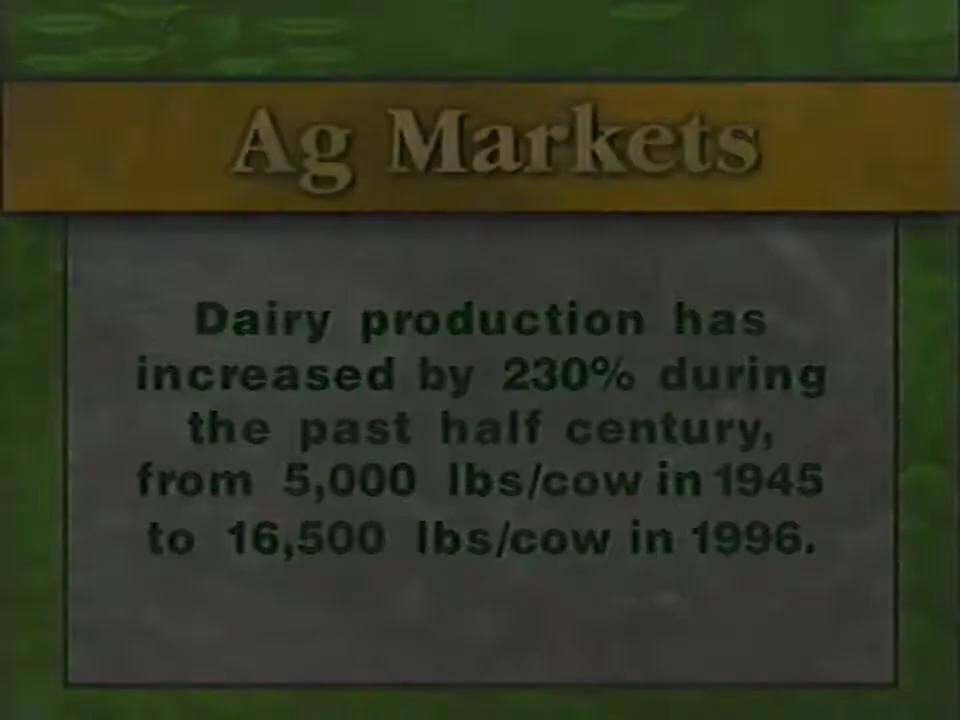 Ag Markets
Dairy production has
increased by 230% during
the past half century,
from 5,000 lbs/cow in 1945
to 16,500 lbs/cow in 1996.